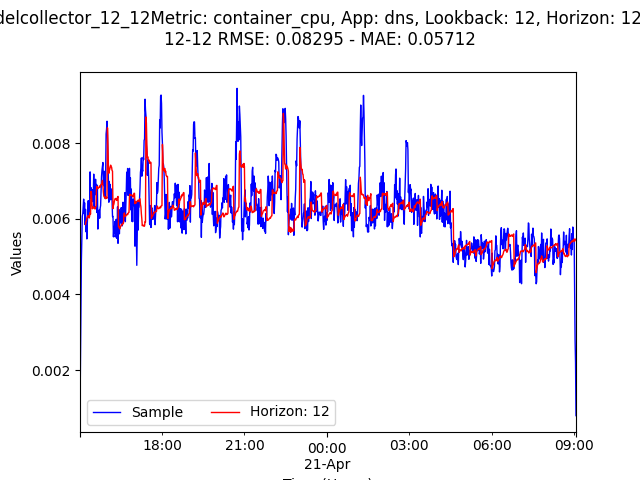 delcollector_12_12Metric: container_cpu, App: dns, Lookback: 12, Horizon: 12
12-12 RMSE: 0.08295 - MAE: 0.05712
0.008
0.006
0.004
0.002
Values
Sample
Horizon: 12
18:00
21:00
00:00
03:00
06:00
09:00
21-Apr